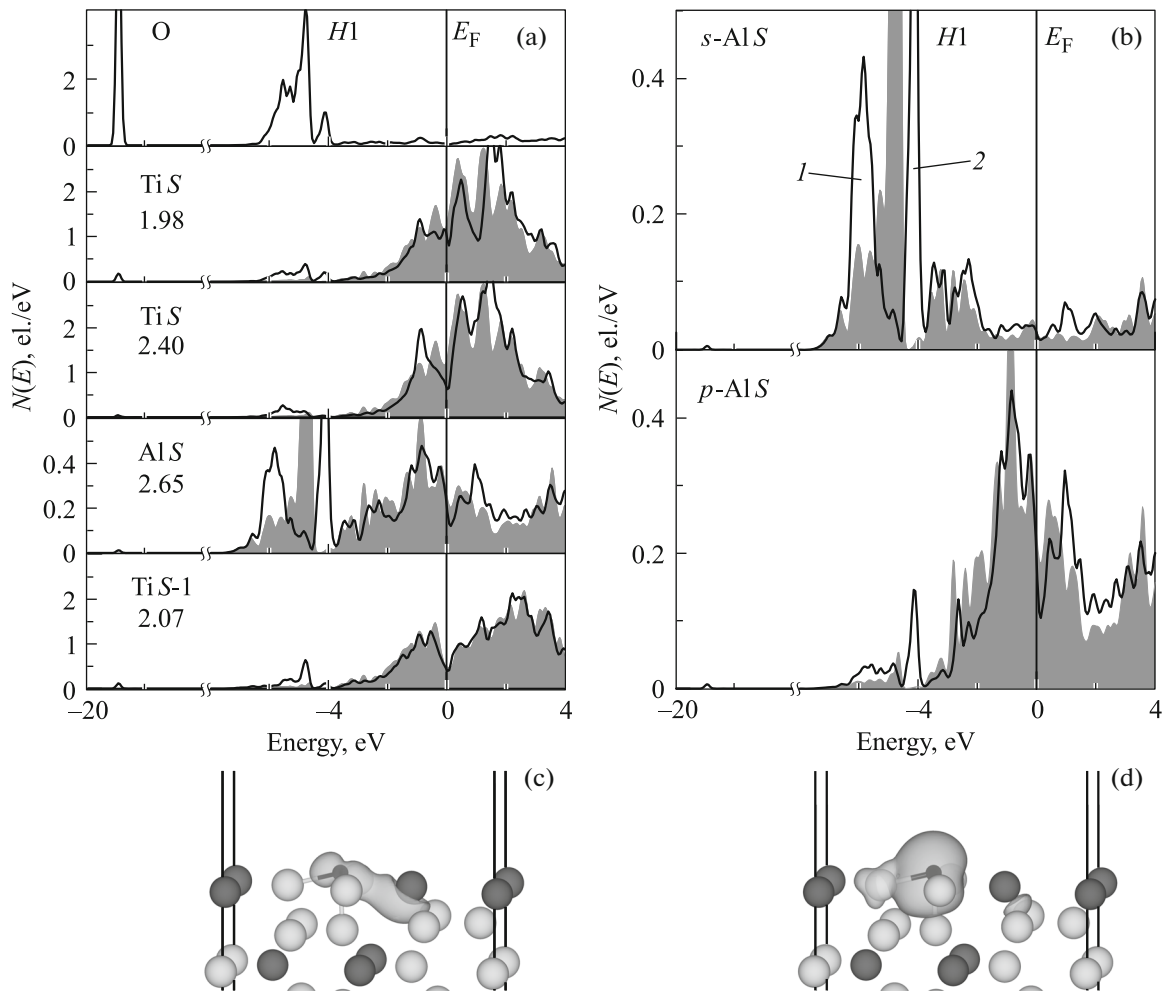 O H1 E_F (a)
2
0
Ti S
1.98
2
1
0
Ti S
2.40
2
1
0
Al S
2.65
0.4
0.2
0
Ti S-1
2.07
2
1
0
N(E), el./eV
–20 –4 0 4
Energy, eV
s-Al S H1 E_F (b)
0.4
1 2
0.2
0
p-Al S
0.4
0.2
0
N(E), el./eV
–20 –4 0 4
Energy, eV
(c)
(d)